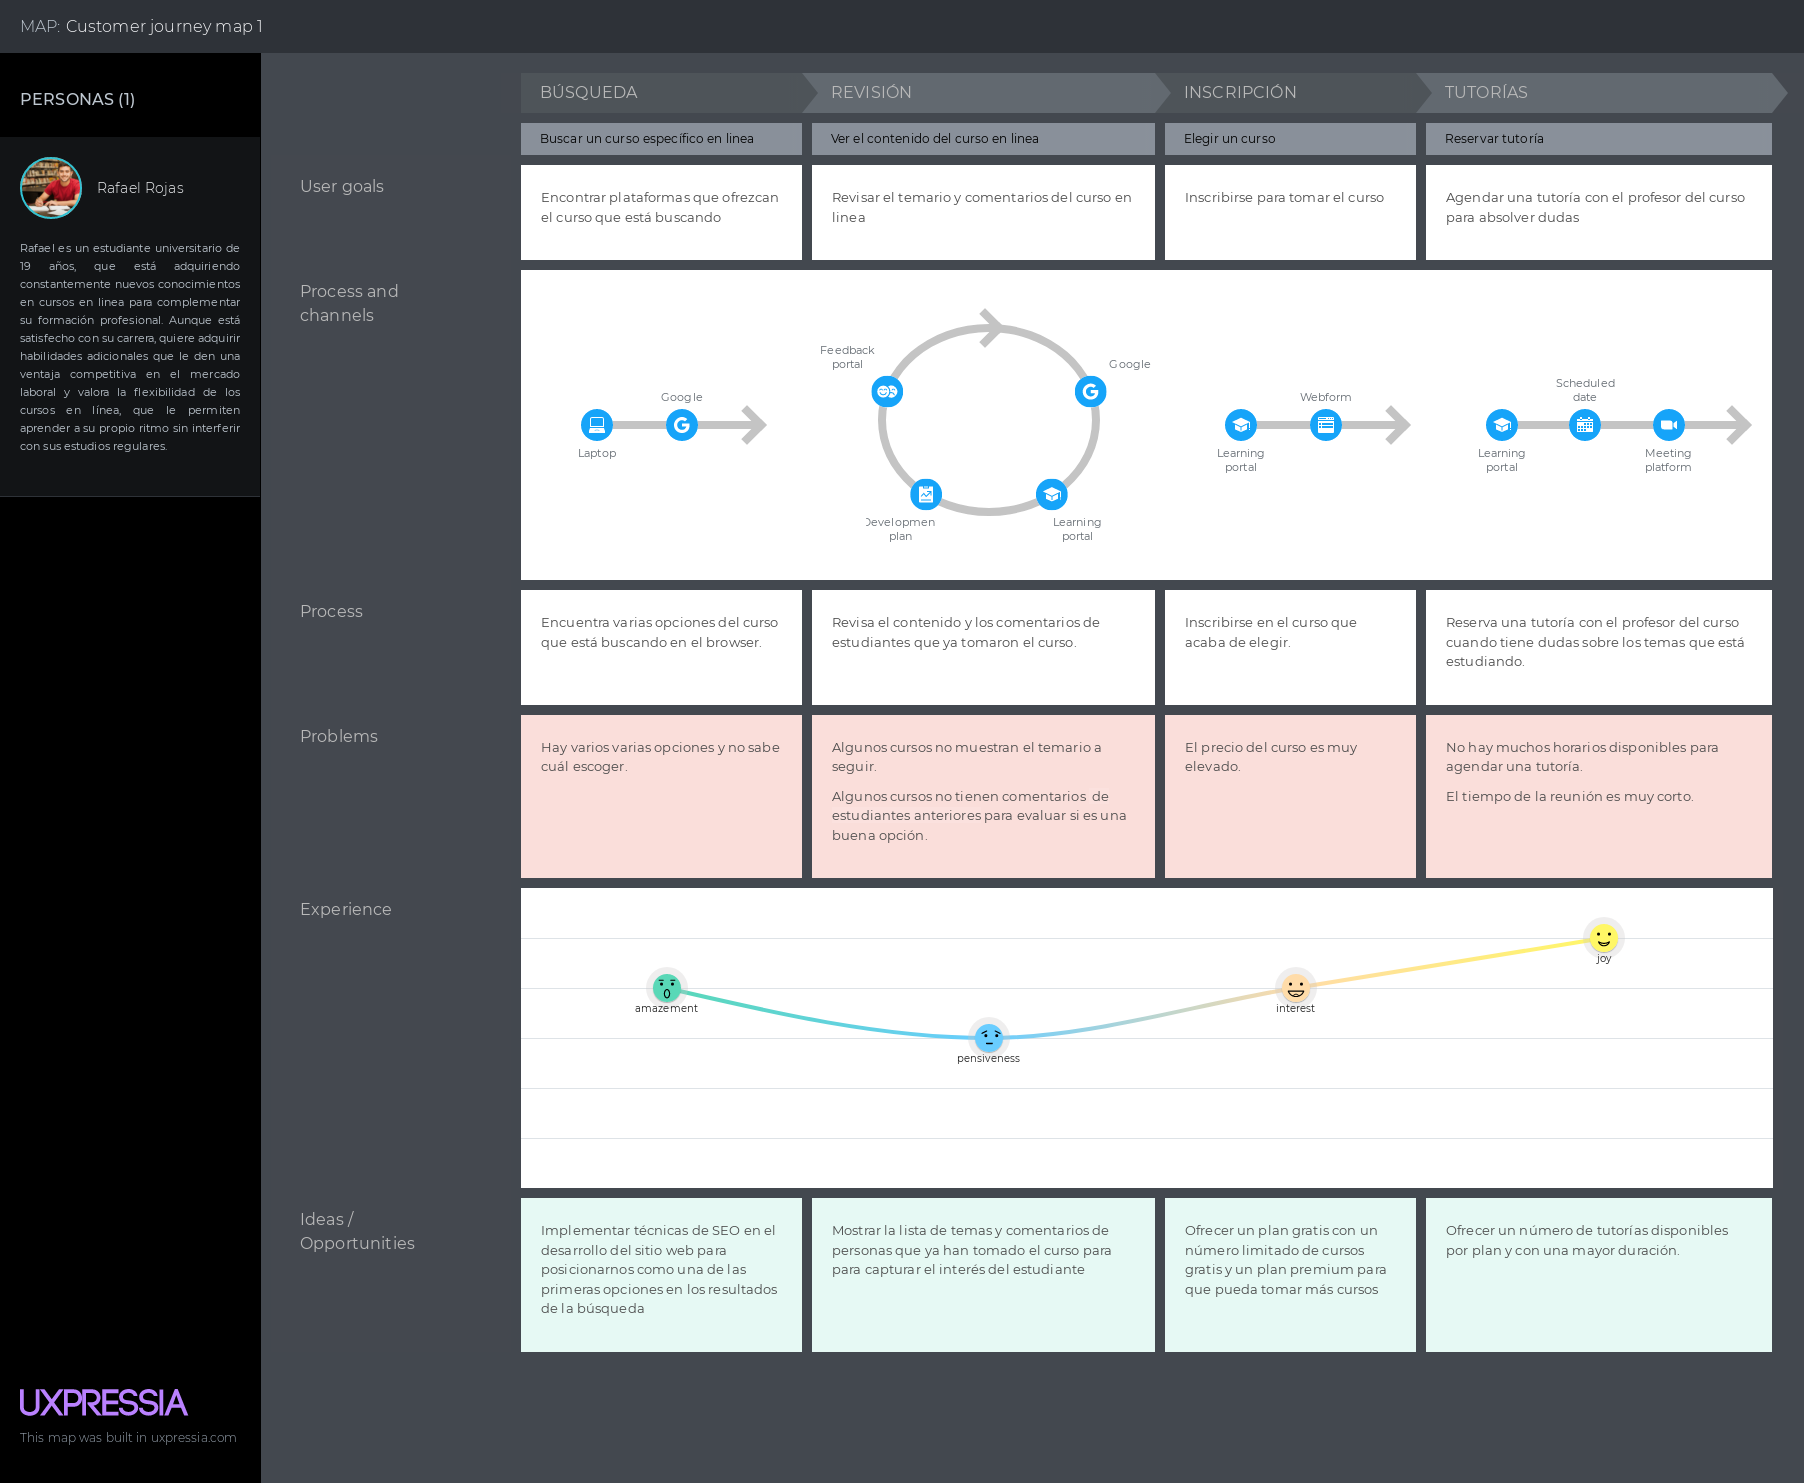 MAP: Customer journey map 1
PERSONAS (1)
Rafael Rojas
Rafael es un estudiante universitario de
19 años, que está adquiriendo
constantemente nuevos conocimientos
en cursos en linea para complementar
su formación profesional. Aunque está
satisfecho con su carrera, quiere adquirir
habilidades adicionales que le den una
ventaja competitiva en el mercado
laboral y valora la flexibilidad de los
cursos en línea, que le permiten
aprender a su propio ritmo sin interferir
con sus estudios regulares.
BÚSQUEDA
REVISIÓN
INSCRIPCIÓN
TUTORÍAS
Buscar un curso específico en linea
Ver el contenido del curso en linea
Elegir un curso
Reservar tutoría
User goals
Encontrar plataformas que ofrezcan
el curso que está buscando
Revisar el temario y comentarios del curso en
linea
Inscribirse para tomar el curso
Agendar una tutoría con el profesor del curso
para absolver dudas
Process and
channels
Laptop
Google
Feedback
portal
Google
Developmen
plan
Learning
portal
Learning
portal
Webform
Learning
portal
Scheduled
date
Meeting
platform
Process
Encuentra varias opciones del curso
que está buscando en el browser.
Revisa el contenido y los comentarios de
estudiantes que ya tomaron el curso.
Inscribirse en el curso que
acaba de elegir.
Reserva una tutoría con el profesor del curso
cuando tiene dudas sobre los temas que está
estudiando.
Problems
Hay varios varias opciones y no sabe
cuál escoger.
Algunos cursos no muestran el temario a
seguir.
Algunos cursos no tienen comentarios de
estudiantes anteriores para evaluar si es una
buena opción.
El precio del curso es muy
elevado.
No hay muchos horarios disponibles para
agendar una tutoría.
El tiempo de la reunión es muy corto.
Experience
amazement
pensiveness
interest
joy
Ideas /
Opportunities
Implementar técnicas de SEO en el
desarrollo del sitio web para
posicionarnos como una de las
primeras opciones en los resultados
de la búsqueda
Mostrar la lista de temas y comentarios de
personas que ya han tomado el curso para
para capturar el interés del estudiante
Ofrecer un plan gratis con un
número limitado de cursos
gratis y un plan premium para
que pueda tomar más cursos
Ofrecer un número de tutorías disponibles
por plan y con una mayor duración.
UXPRESSIA
This map was built in uxpressia.com